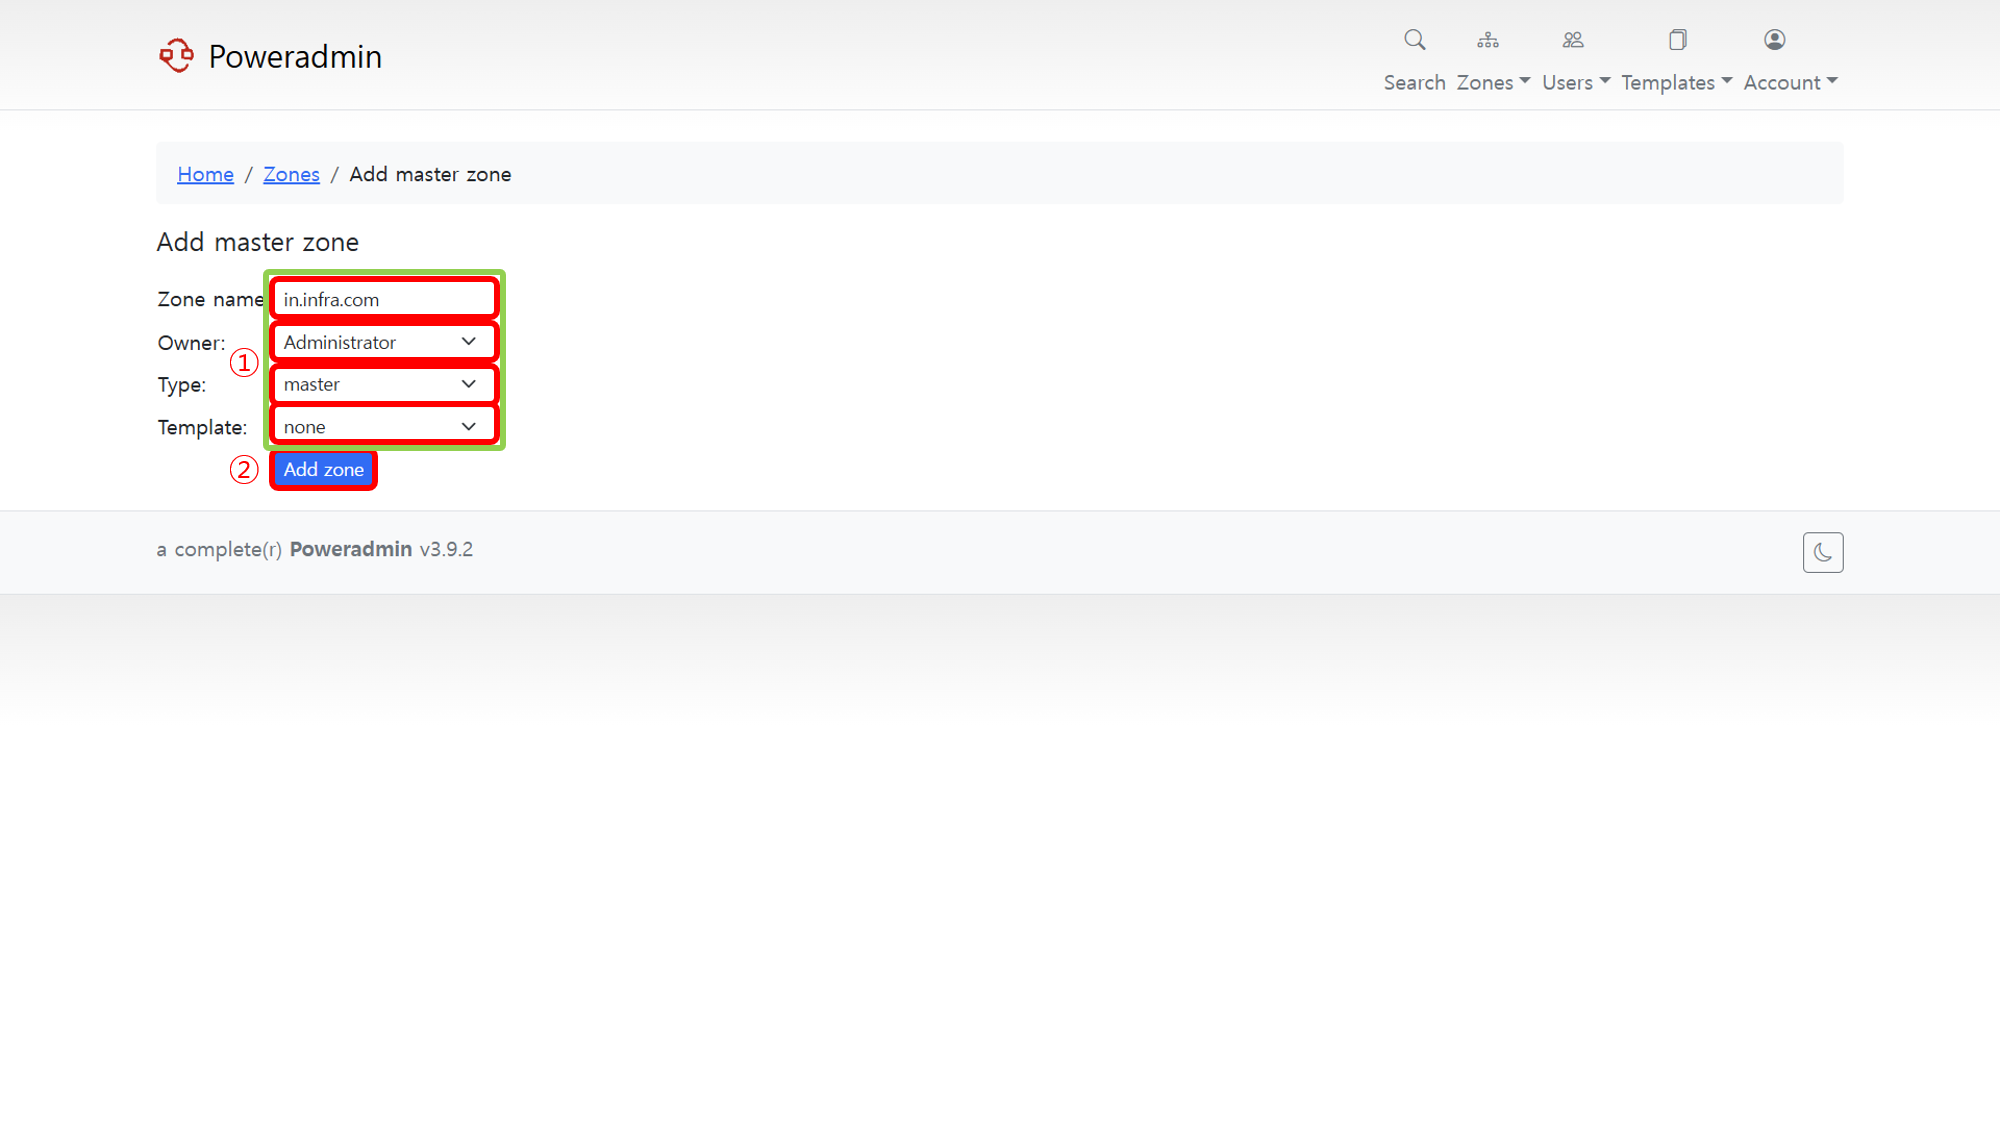 Poweradmin
Search Zones Users Templates Account
Home / Zones / Add master zone
Add master zone
Zone name in.infra.com
Owner: Administrator
①
Type: master
Template: none
② Add zone
a complete(r) Poweradmin v3.9.2